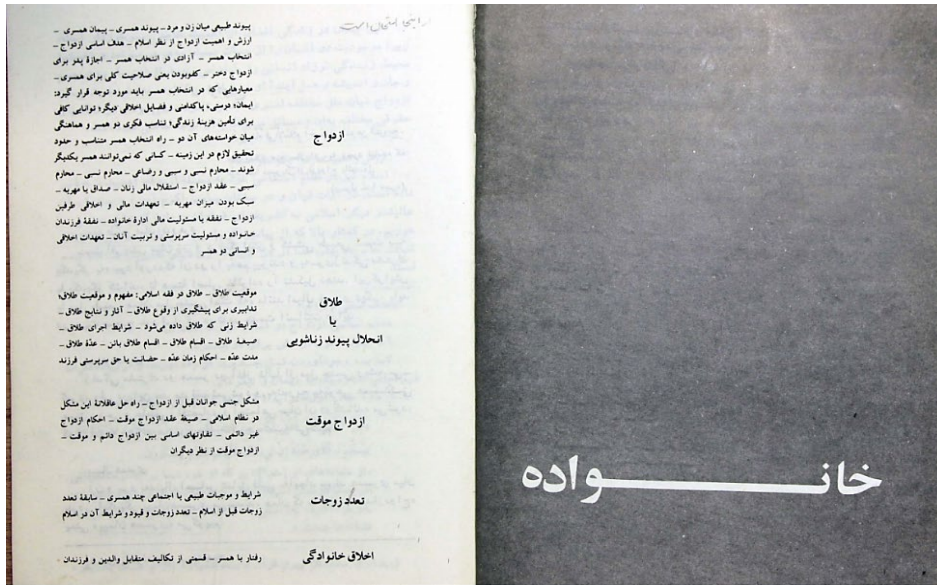 خانـــــــواده
از اینجا امتحان است
ازدواج
پیوند طبیعی میان زن و مرد ـ پیوند همسری ـ پیمان همسری ـ
ارزش و اهمیت ازدواج از نظر اسلام ـ هدف اساسی ازدواج ـ
انتخاب همسر ـ آزادی در انتخاب همسر ـ اجازهٔ پدر برای
ازدواج دختر ـ کفوبودن یعنی صلاحیت کلی برای همسری ـ
معیارهایی که در انتخاب همسر باید مورد توجه قرار گیرد:
ایمان؛ درستی، پاکدامنی و فضایل اخلاقی دیگر؛ توانایی کافی
برای تأمین هزینهٔ زندگی؛ تناسب فکری دو همسر و هماهنگی
میان خواسته‌های آن دو ـ راه انتخاب همسر متناسب و حدود
تحقیق لازم در این زمینه ـ کسانی که نمی‌توانند همسر یکدیگر
شوند ـ محارم نسبی و سببی و رضاعی ـ محارم نسبی ـ محارم
سببی ـ عقد ازدواج ـ استقلال مالی زنان ـ صداق یا مهریه ـ
سبک بودن میزان مهریه ـ تعهدات مالی و اخلاقی طرفین
ازدواج ـ نفقه یا مسئولیت مالی ادارهٔ خانواده ـ نفقهٔ فرزندان
خانواده و مسئولیت سرپرستی و تربیت آنان ـ تعهدات اخلاقی
و انسانی دو همسر
طلاق
یا
انحلال پیوند زناشویی
موقعیت طلاق ـ طلاق در فقه اسلامی: مفهوم و موقعیت طلاق؛
تدابیری برای پیشگیری از وقوع طلاق ـ آثار و نتایج طلاق ـ
شرایط زنی که طلاق داده می‌شود ـ شرایط اجرای طلاق ـ
صیغهٔ طلاق ـ اقسام طلاق ـ اقسام طلاق بائن ـ عدّهٔ طلاق ـ
مدت عدّه ـ احکام زمان عدّه ـ حضانت یا حق سرپرستی فرزند
ازدواج موقت
مشکل جنسی جوانان قبل از ازدواج ـ راه حل عاقلانهٔ این مشکل
در نظام اسلامی ـ صیغهٔ عقد ازدواج موقت ـ احکام ازدواج
غیر دائمی ـ تفاوتهای اساسی بین ازدواج دائم و موقت ـ
ازدواج موقت از نظر دیگران
تعدد زوجات
شرایط و موجبات طبیعی یا اجتماعی چند همسری ـ سابقهٔ تعدد
زوجات قبل از اسلام ـ تعدد زوجات و قیود و شرایط آن در اسلام
اخلاق خانوادگی
رفتار با همسر ـ قسمتی از تکالیف متقابل والدین و فرزندان